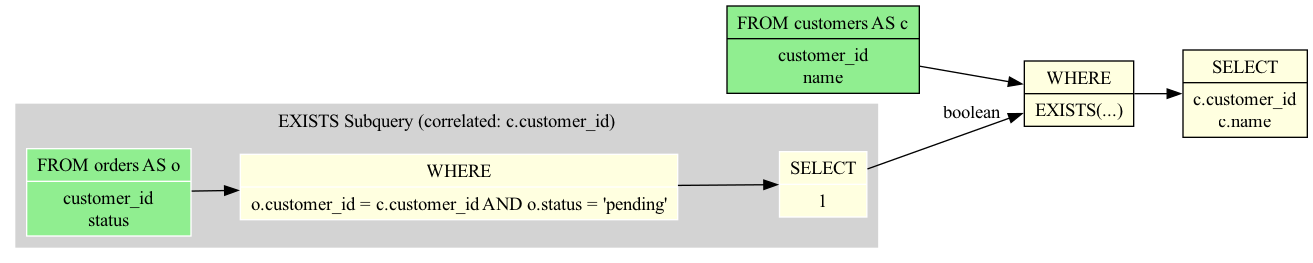 FROM customers AS c
customer_id
name
WHERE
EXISTS(...)
SELECT
c.customer_id
c.name
boolean
EXISTS Subquery (correlated: c.customer_id)
FROM orders AS o
customer_id
status
WHERE
o.customer_id = c.customer_id AND o.status = 'pending'
SELECT
1